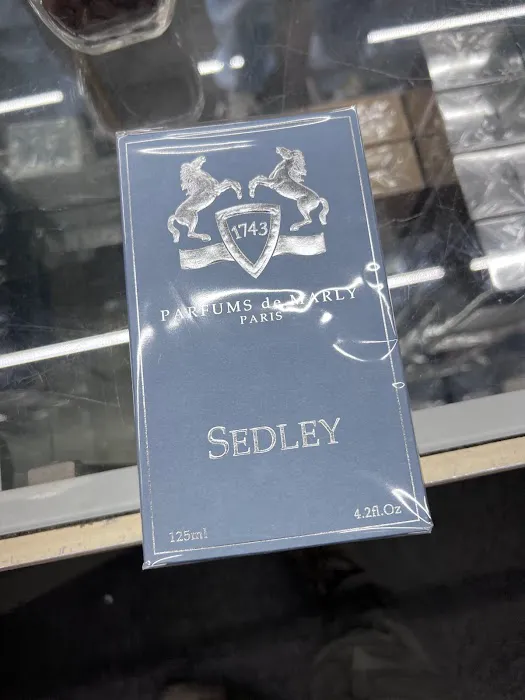 1743
PARFUMS de MARLY
PARIS
SEDLEY
125ml
4.2fl.Oz